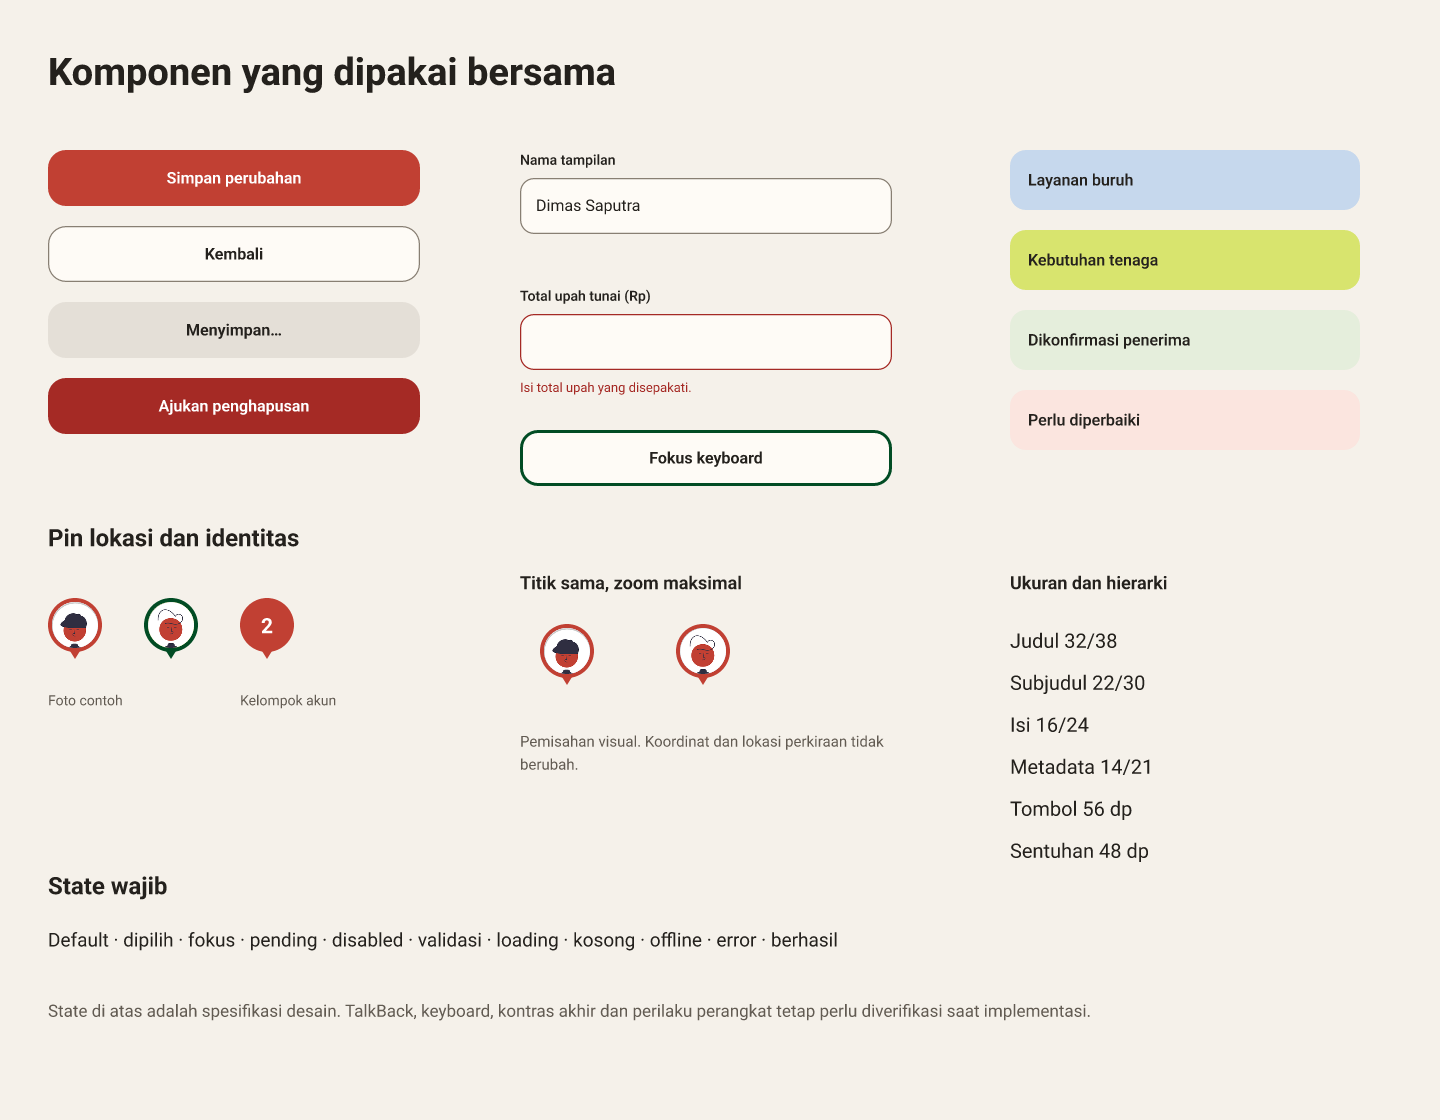 Komponen yang dipakai bersama
Simpan perubahan
Kembali
Menyimpan…
Ajukan penghapusan
Nama tampilan
Dimas Saputra
Total upah tunai (Rp)
Isi total upah yang disepakati.
Fokus keyboard
Layanan buruh
Kebutuhan tenaga
Dikonfirmasi penerima
Perlu diperbaiki
Pin lokasi dan identitas
2
Foto contoh
Kelompok akun
Titik sama, zoom maksimal
Pemisahan visual. Koordinat dan lokasi perkiraan tidak
berubah.
Ukuran dan hierarki
Judul 32/38
Subjudul 22/30
Isi 16/24
Metadata 14/21
Tombol 56 dp
Sentuhan 48 dp
State wajib
Default · dipilih · fokus · pending · disabled · validasi · loading · kosong · offline · error · berhasil
State di atas adalah spesifikasi desain. TalkBack, keyboard, kontras akhir dan perilaku perangkat tetap perlu diverifikasi saat implementasi.